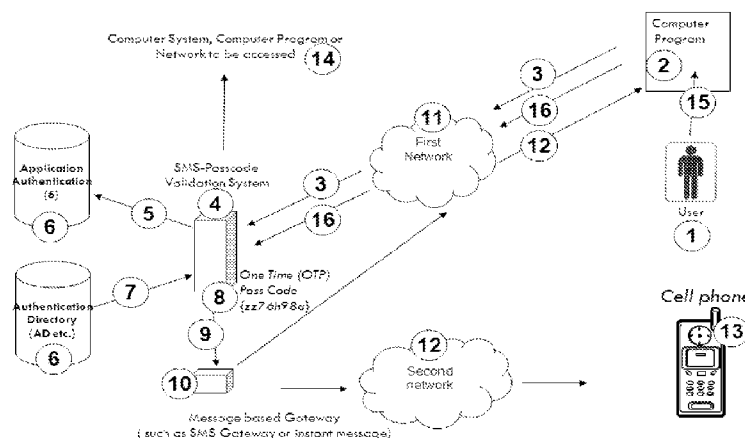 Computer System, Computer Program or
Network to be accessed 14
Computer
Program
2
3
16
12
15
11
First
Network
User
1
Application
Authentication
(6)
6
5
SMS-Passcode
Validation System
4
3
16
7
8
One Time (OTP)
Pass Code
{zz76h98a}
Authentication
Directory
(AD etc.)
6
9
10
Message based Gateway
( such as SMS Gateway or instant message)
12
Second
network
Cell phone
13